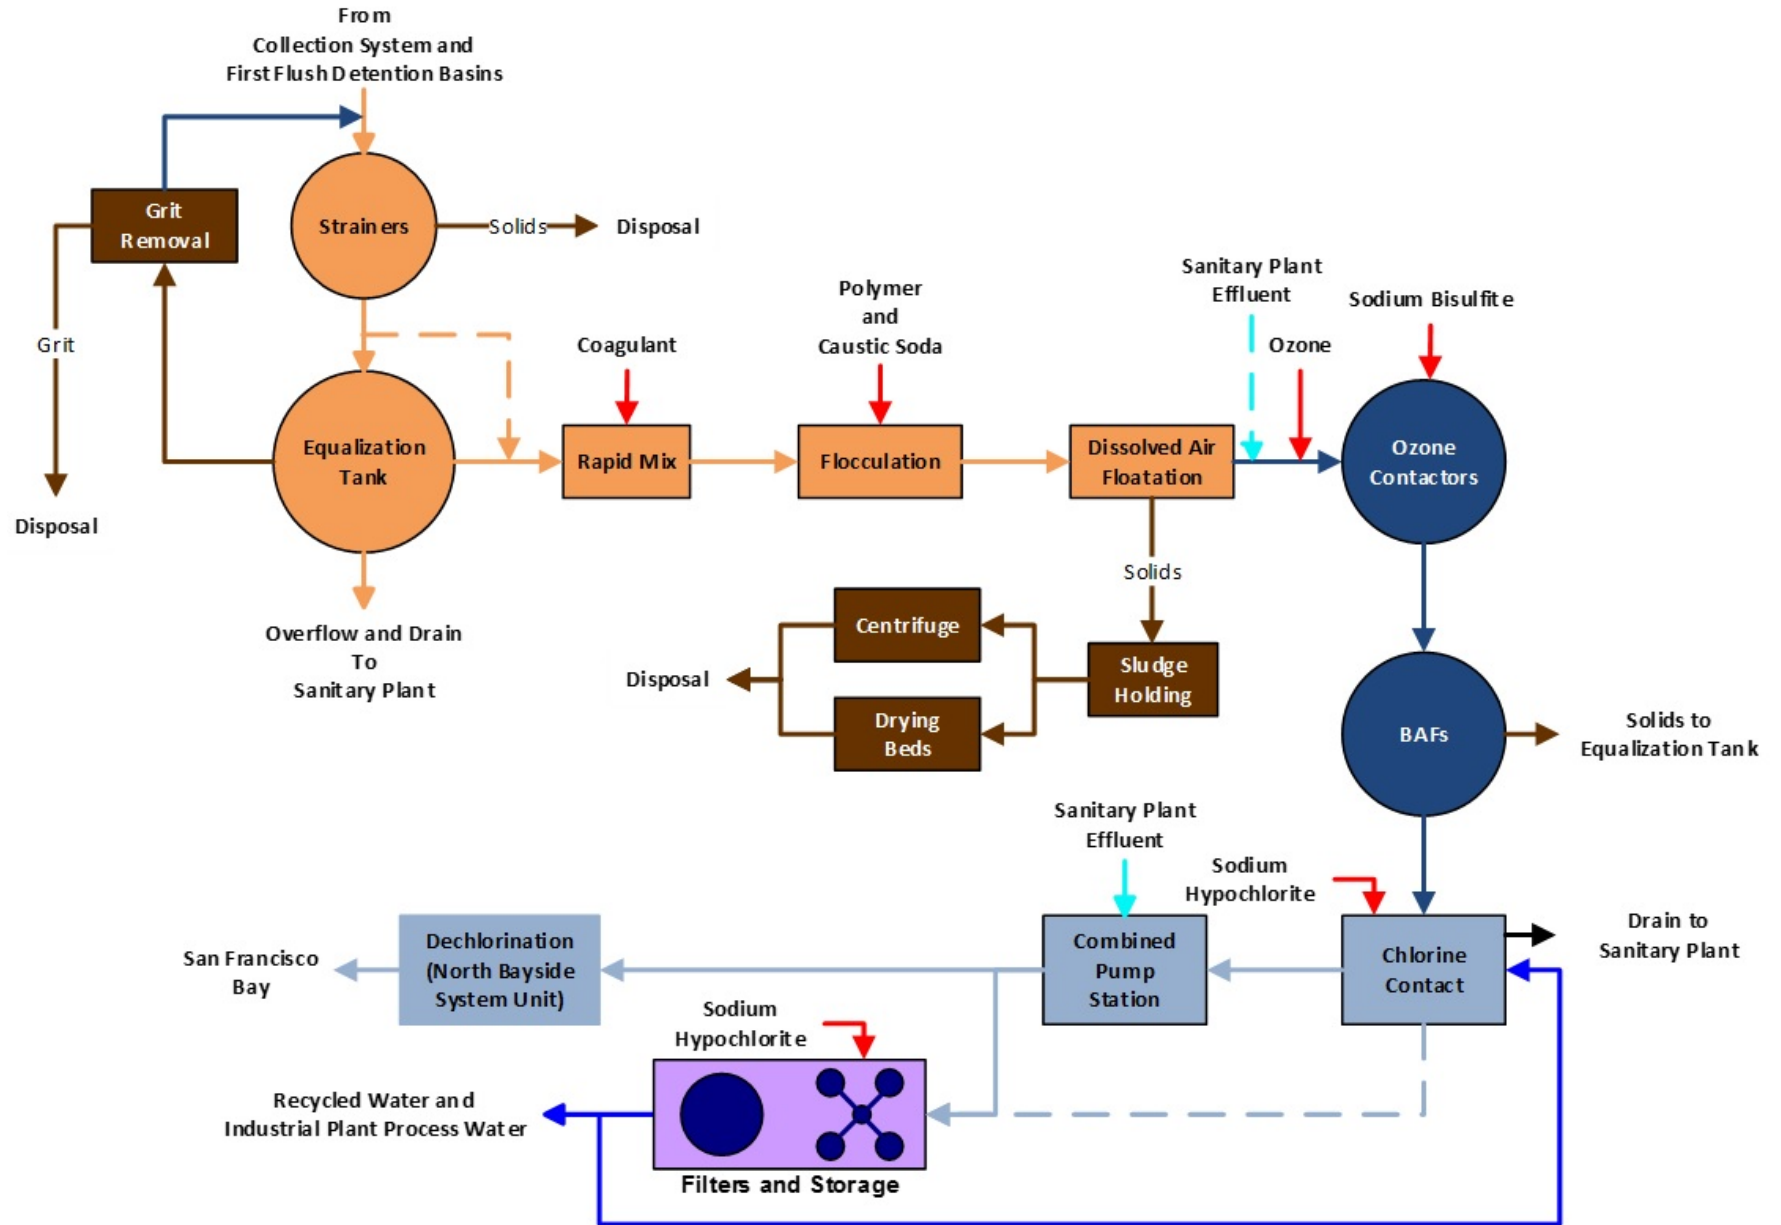 From
Collection System and
First Flush Detention Basins
Grit
Removal
Strainers
Solids
Disposal
Grit
Disposal
Equalization
Tank
Overflow and Drain
To
Sanitary Plant
Coagulant
Rapid Mix
Polymer
and
Caustic Soda
Flocculation
Dissolved Air
Floatation
Sanitary Plant
Effluent
Ozone
Sodium Bisulfite
Ozone
Contactors
Solids
Sludge
Holding
Centrifuge
Drying
Beds
Disposal
BAFs
Solids to
Equalization Tank
Sanitary Plant
Effluent
Sodium
Hypochlorite
Chlorine
Contact
Drain to
Sanitary Plant
Combined
Pump
Station
Dechlorination
(North Bayside
System Unit)
San Francisco
Bay
Sodium
Hypochlorite
Recycled Water and
Industrial Plant Process Water
Filters and Storage